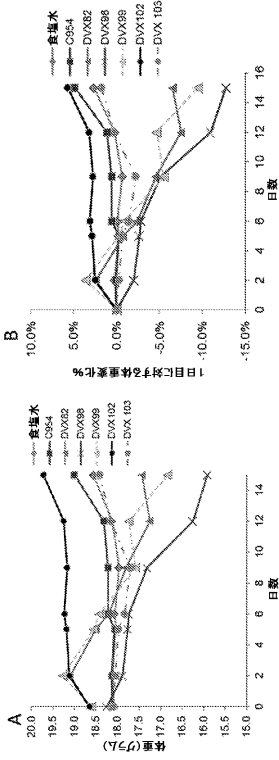 A
体重(グラム)
20.0
19.5
19.0
18.5
18.0
17.5
17.0
16.5
16.0
15.5
15.0
0
2
4
6
8
10
12
14
日数
食塩水
C954
DVX82
DVX98
DVX99
DVX102
DVX 103
B
1日目に対する体重変化%
10.0%
5.0%
0.0%
-5.0%
-10.0%
-15.0%
0
2
4
6
8
10
12
14
16
日数
食塩水
C954
DVX82
DVX98
DVX99
DVX102
DVX 103